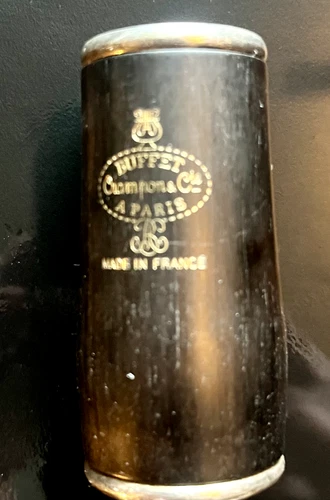 BUFFET
Crampon & Cie
A PARIS
MADE IN FRANCE